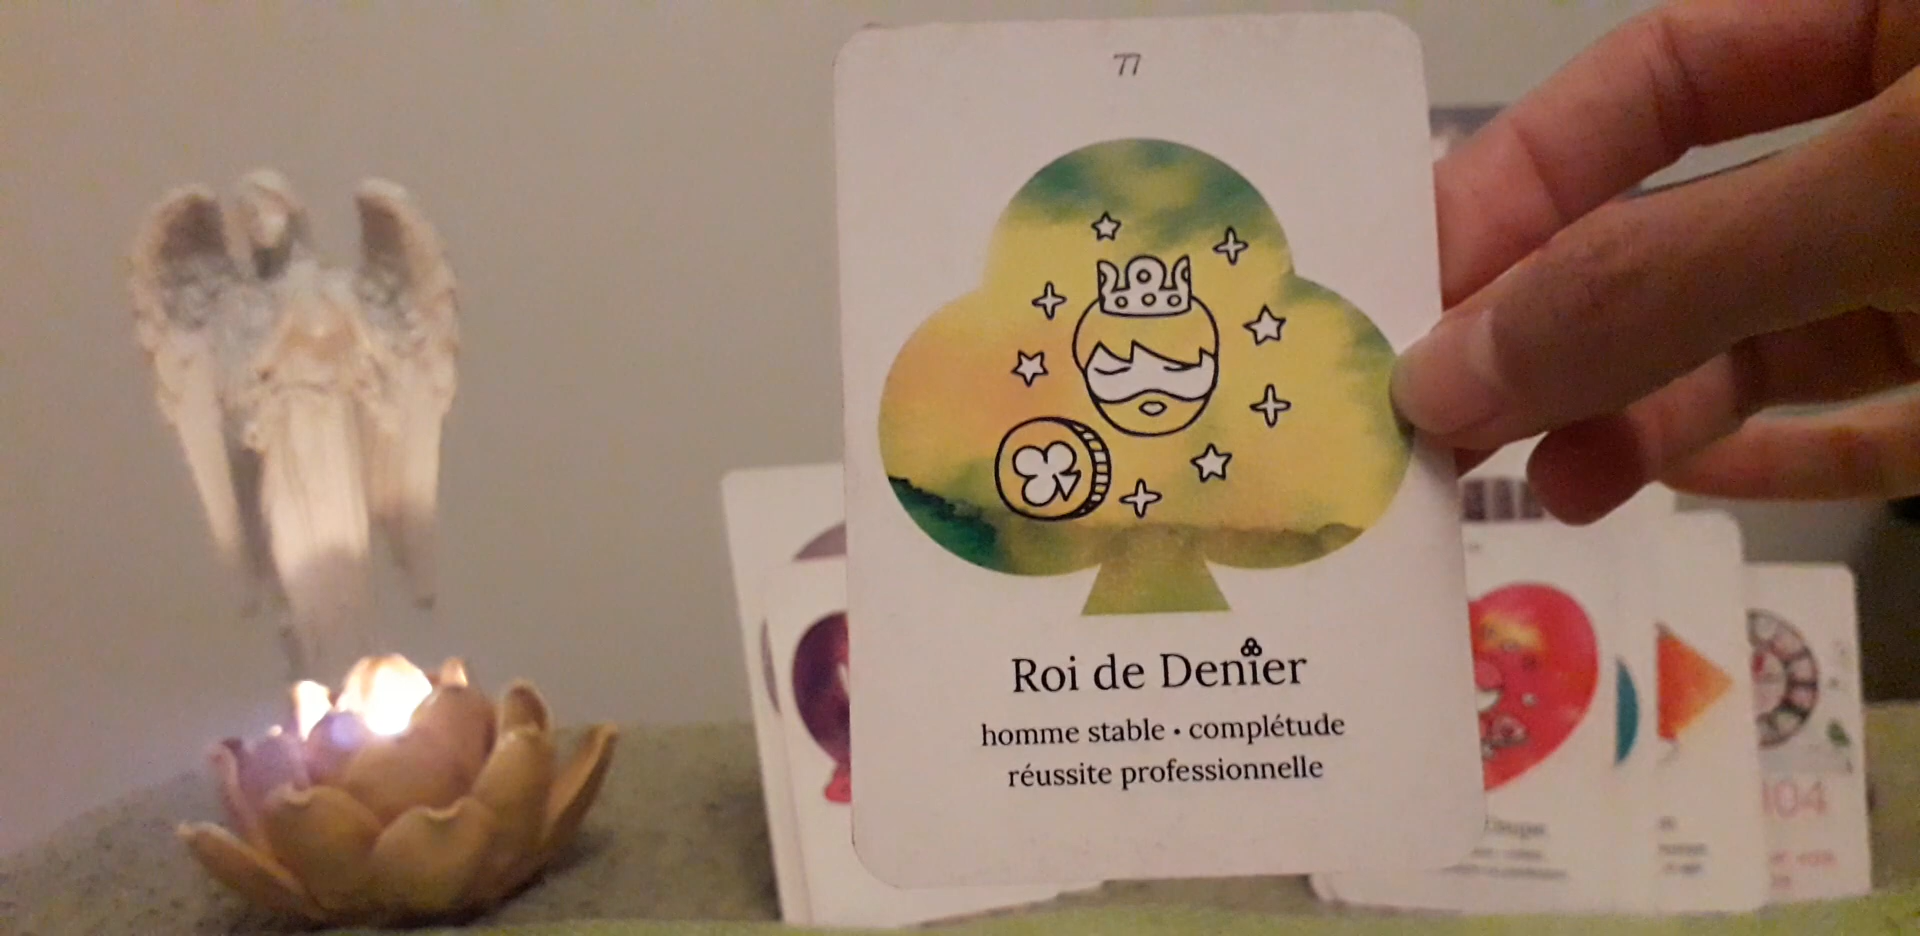 77
Roi de Denier
homme stable • complétude
réussite professionnelle
104